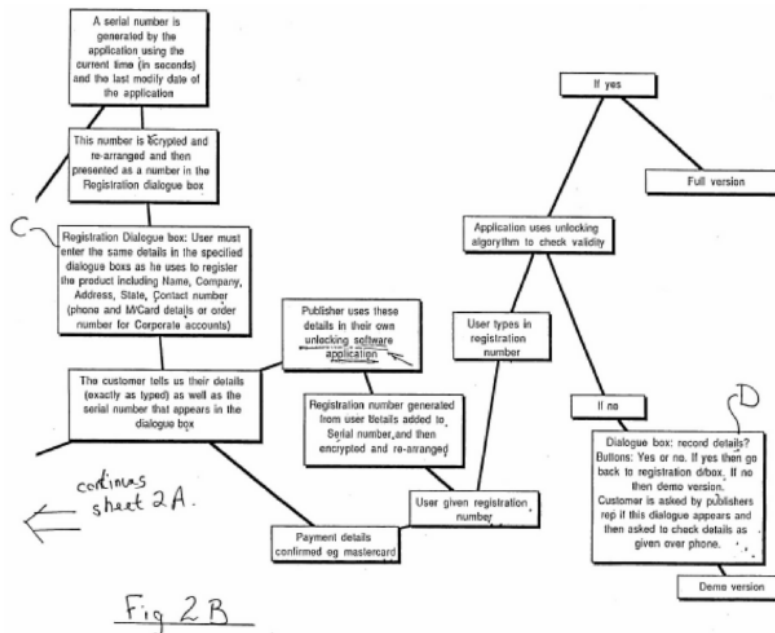 A serial number is
generated by the
application using the
current time (in seconds)
and the last modify date of
the application
This number is ecrypted and
re-arranged and then
presented as a number in the
Registration dialogue box
C
Registration Dialogue box: User must
enter the same details in the specified
dialogue boxs as he uses to register
the product including Name, Company,
Address, State, Contact number
(phone and M/Card details or order
number for Corporate accounts)
The customer tells us their details
(exactly as typed) as well as the
serial number that appears in the
dialogue box
continues
sheet 2A.
Publisher uses these
details in their own
unlocking software
application
Registration number generated
from user details added to
Serial number, and then
encrypted and re-arranged
Payment details
confirmed eg mastercard
User given registration
number
User types in
registration
number
Application uses unlocking
algorithm to check validity
If yes
Full version
If no
D
Dialogue box: record details?
Buttons: Yes or no. If yes then go
back to registration d/box. If no
then demo version.
Customer is asked by publishers
rep if this dialogue appears and
then asked to check details as
given over phone.
Demo version
Fig 2B